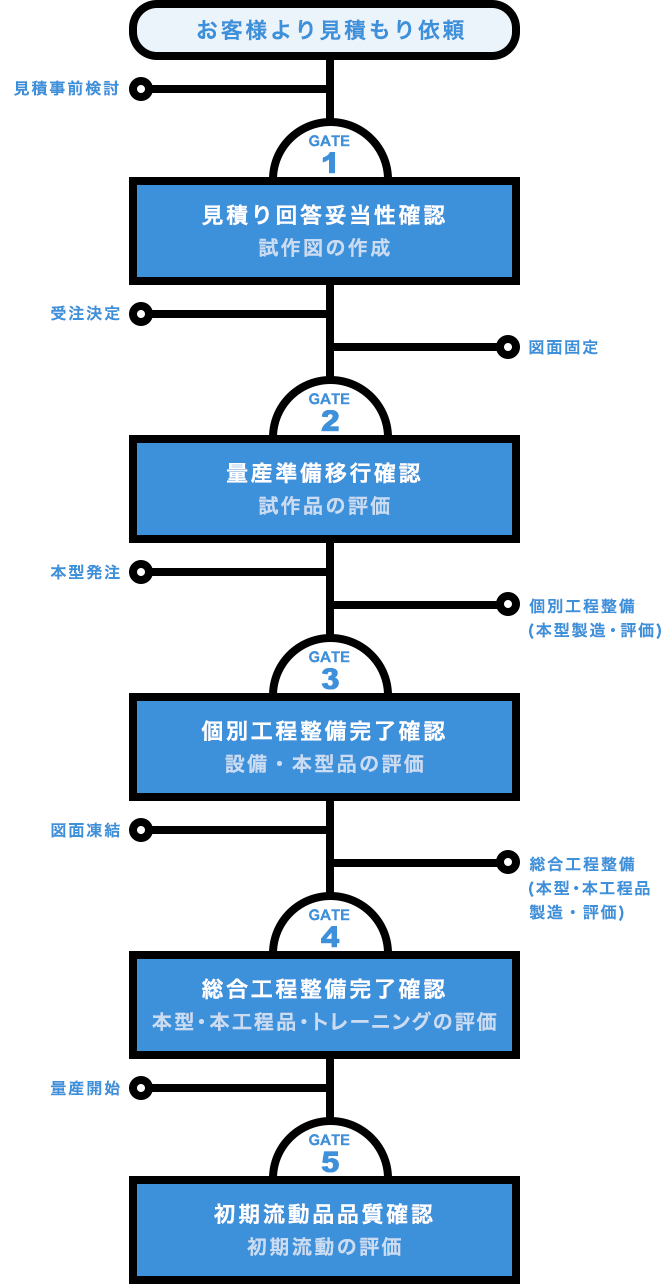 お客様より見積もり依頼
見積事前検討
GATE
1
見積り回答妥当性確認
試作図の作成
受注決定
図面固定
GATE
2
量産準備移行確認
試作品の評価
本型発注
個別工程整備
(本型製造・評価)
GATE
3
個別工程整備完了確認
設備・本型品の評価
図面凍結
総合工程整備
(本型・本工程品
製造・評価)
GATE
4
総合工程整備完了確認
本型・本工程品・トレーニングの評価
量産開始
GATE
5
初期流動品品質確認
初期流動の評価